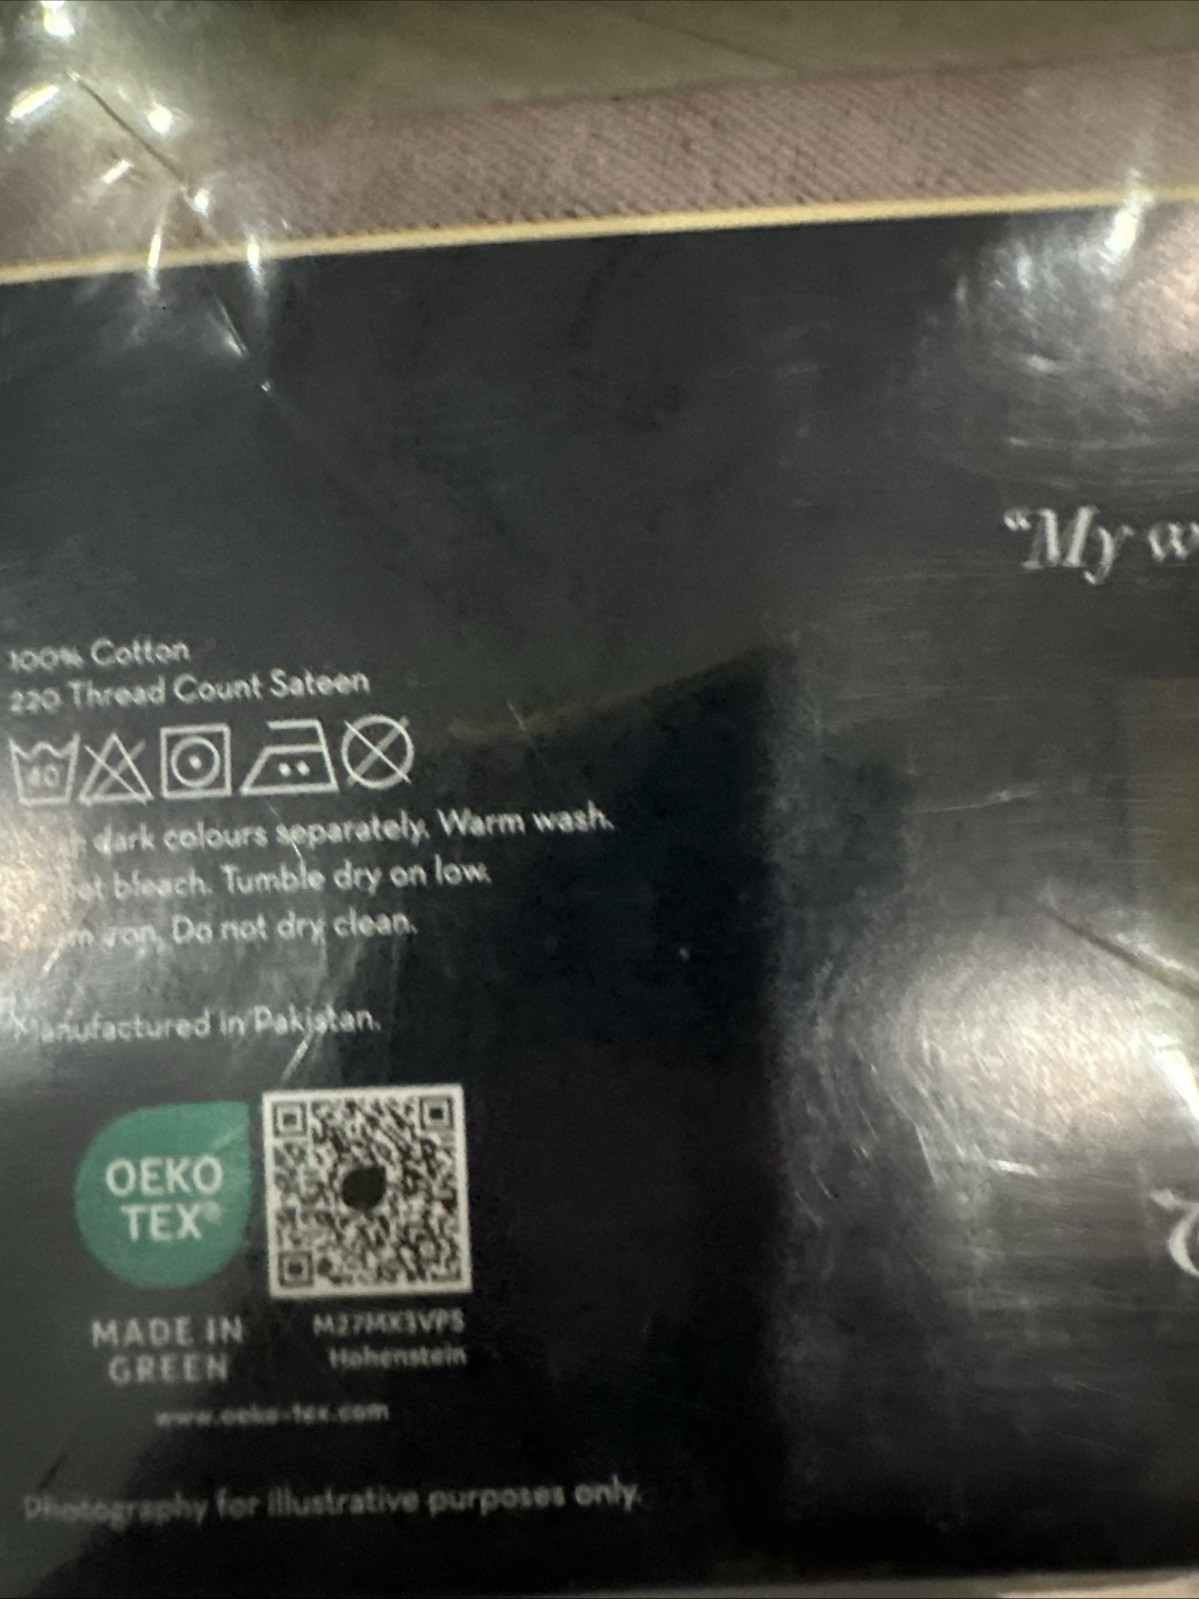 "My
100% Cotton
220 Thread Count Sateen
40
dark colours separately. Warm wash.
bleach. Tumble dry on low.
iron. Do not dry clean.
Manufactured in Pakistan.
OEKO
TEX®
MADE IN
GREEN
M27MX3VPS
Hohenstein
www.oeko-tex.com
Photography for illustrative purposes only.